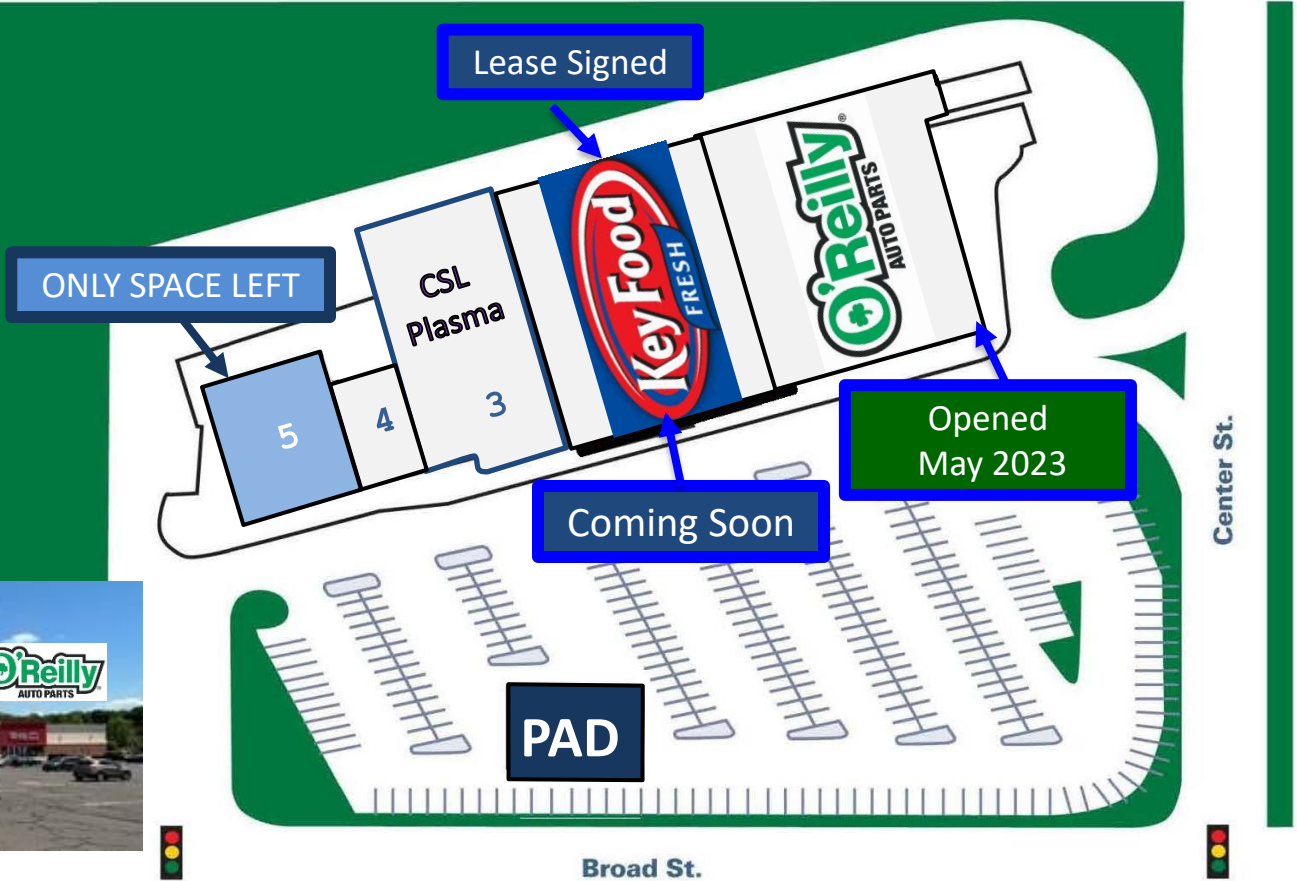 Lease Signed
O'Reilly®
AUTO PARTS
Key Food
FRESH
CSL
Plasma
ONLY SPACE LEFT
3
4
5
Opened
May 2023
Coming Soon
Center St.
O'Reilly
AUTO PARTS
PAD
Broad St.